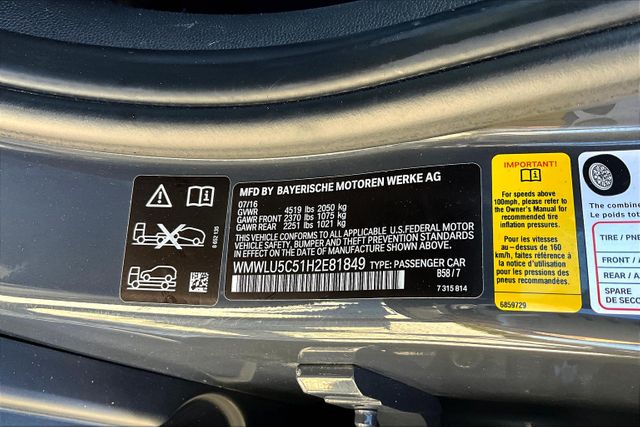 MFD BY BAYERISCHE MOTOREN WERKE AG
07/16
GVWR 4519 lbs 2050 kg
GAWR FRONT 2370 lbs 1075 kg
GAWR REAR 2251 lbs 1021 kg
THIS VEHICLE CONFORMS TO ALL APPLICABLE U.S.FEDERAL MOTOR
VEHICLE SAFETY, BUMPER AND THEFT PREVENTION STANDARDS
IN EFFECT ON THE DATE OF MANUFACTURE SHOWN ABOVE.
WMWLU5C51H2E81849 TYPE: PASSENGER CAR
B58 / 7
7 315 814
IMPORTANT!
For speeds above
100mph, please refer to
the Owner's Manual for
recommended tire
inflation pressures.
Pour les vitesses
au-dessus de 160
km/h, faites référence à
la notice d'utilisation
pour les pressions de
pneus recommandées.
6859729
The combine
Le poids tot
TIRE / PNE
FRONT / A
REAR / A
SPARE
DE SECO